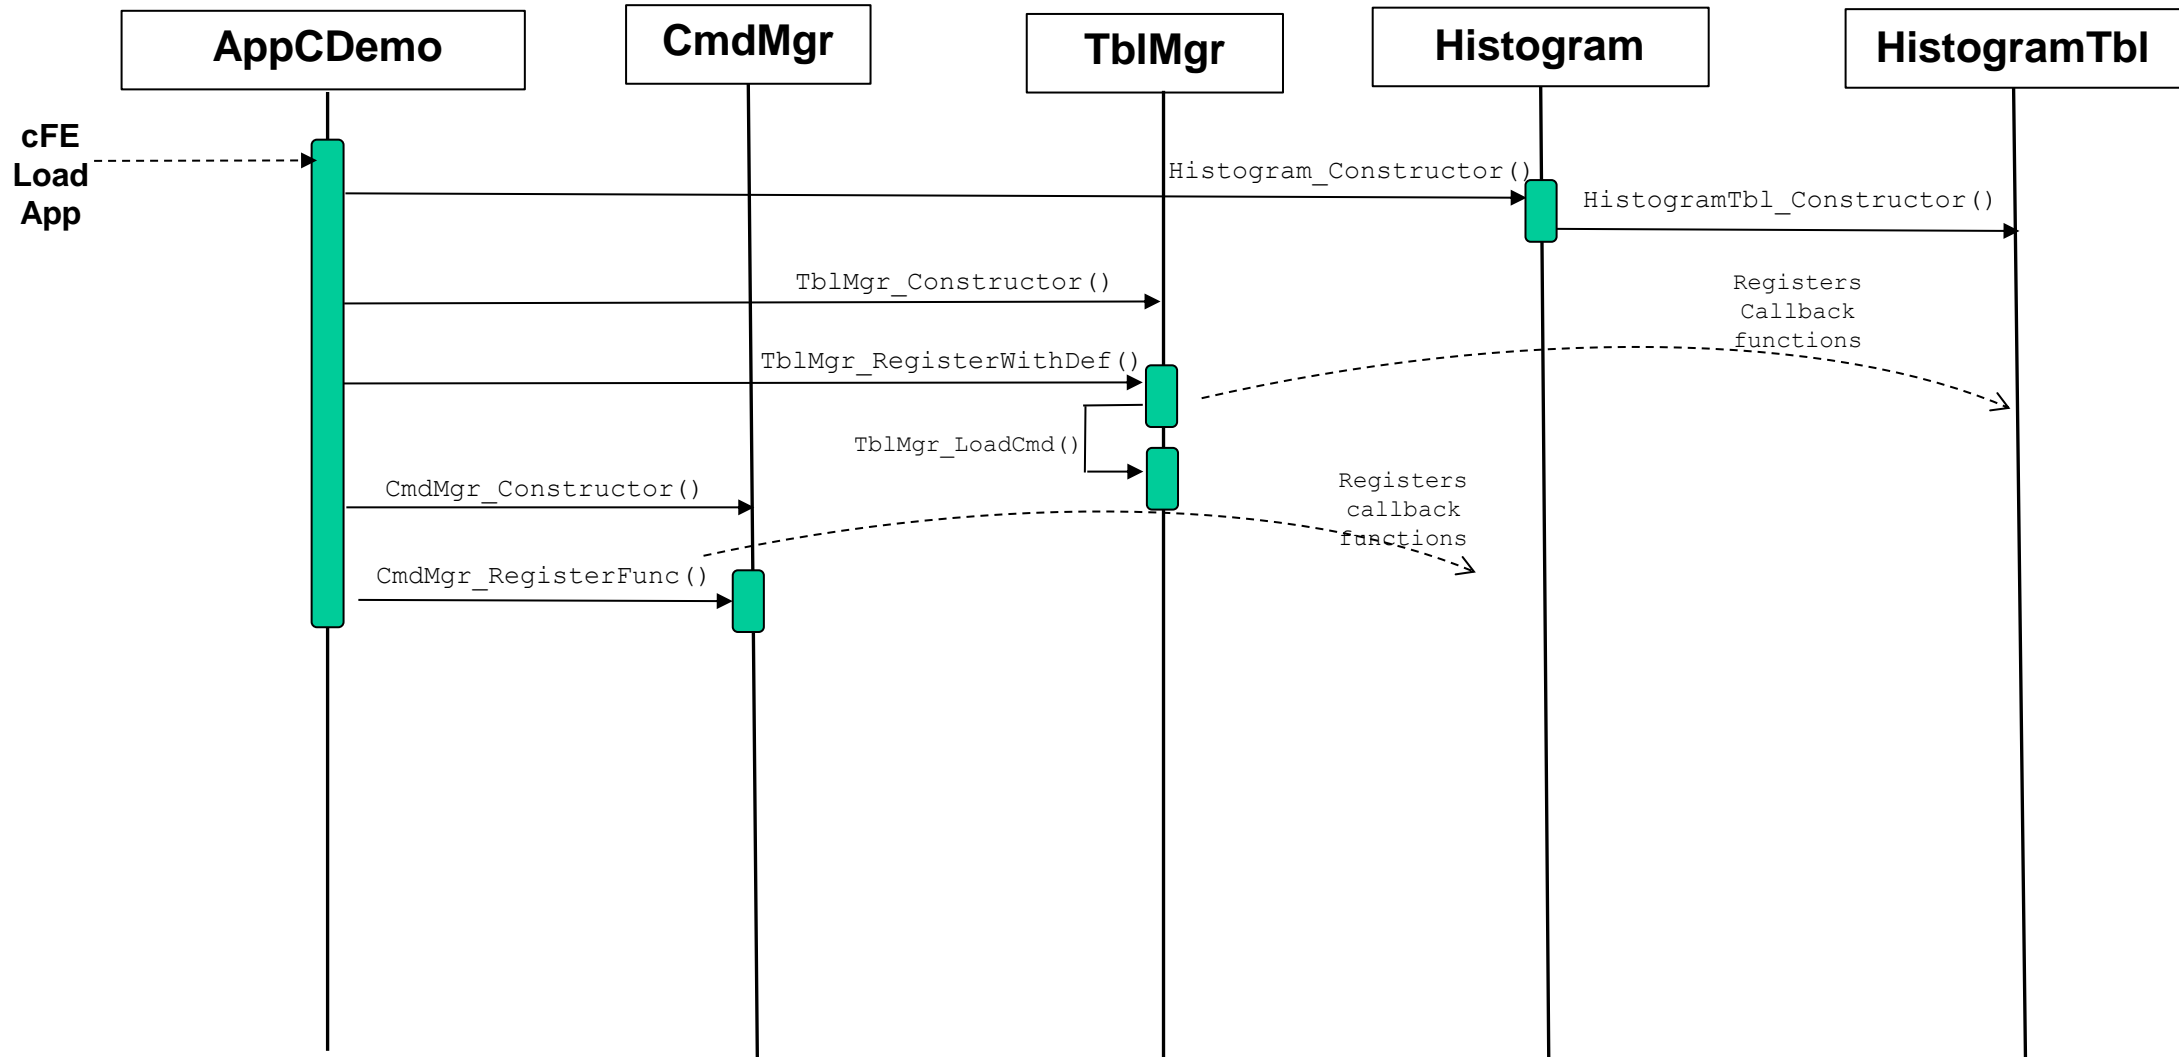 AppCDemo
CmdMgr
TblMgr
Histogram
HistogramTbl
cFE
Load
App
Histogram_Constructor()
HistogramTbl_Constructor()
TblMgr_Constructor()
Registers
Callback
functions
TblMgr_RegisterWithDef()
TblMgr_LoadCmd()
CmdMgr_Constructor()
Registers
callback
functions
CmdMgr_RegisterFunc()